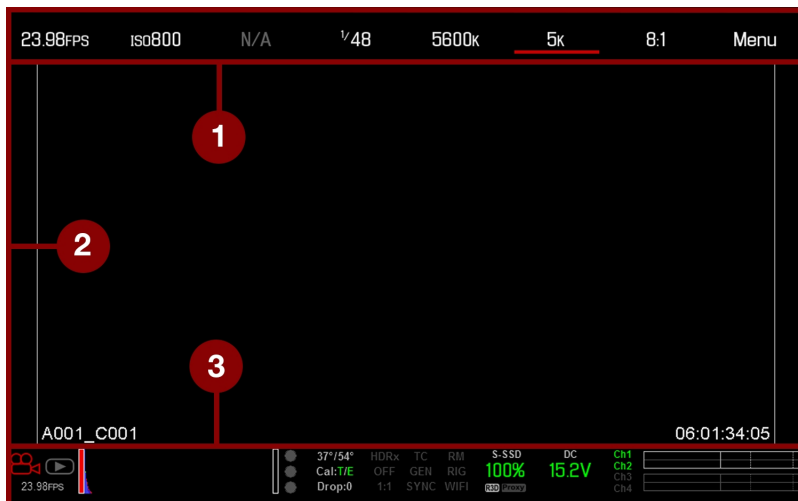 23.98FPS ISO800 N/A 1/48 5600K 5K 8:1 Menu
1
2
3
A001_C001 06:01:34:05
37°/54° HDRx TC RM S-SSD DC Ch1
Cal:T/E OFF GEN RIG 100% 15.2V Ch2
Drop:0 1:1 SYNC WIFI R3D Proxy Ch3
23.98FPS Ch4